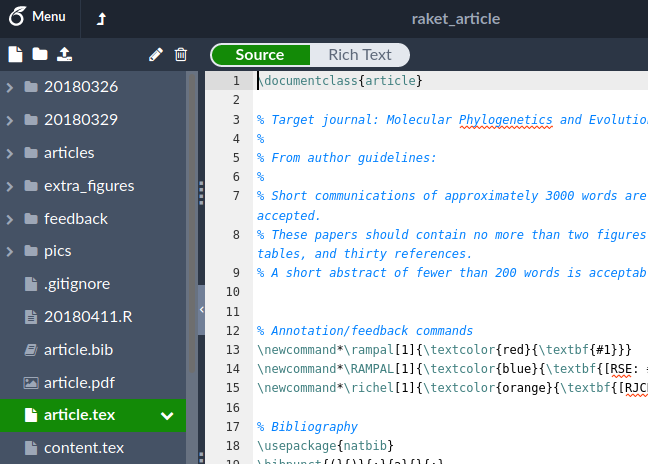 Menu
raket_article
Source
Rich Text
20180326
20180329
articles
extra_figures
feedback
pics
.gitignore
20180411.R
article.bib
article.pdf
article.tex
content.tex
1 \documentclass{article}
2
3 % Target journal: Molecular Phylogenetics and Evolutio
4 %
5 % From author guidelines:
6 %
7 % Short communications of approximately 3000 words are
accepted.
8 % These papers should contain no more than two figures
tables, and thirty references.
9 % A short abstract of fewer than 200 words is acceptab
10
11
12 % Annotation/feedback commands
13 \newcommand*\rampal[1]{\textcolor{red}{\textbf{#1}}}
14 \newcommand*\RAMPAL[1]{\textcolor{blue}{\textbf{[RSE:
15 \newcommand*\richel[1]{\textcolor{orange}{\textbf{[RJC
16
17 % Bibliography
18 \usepackage{natbib}